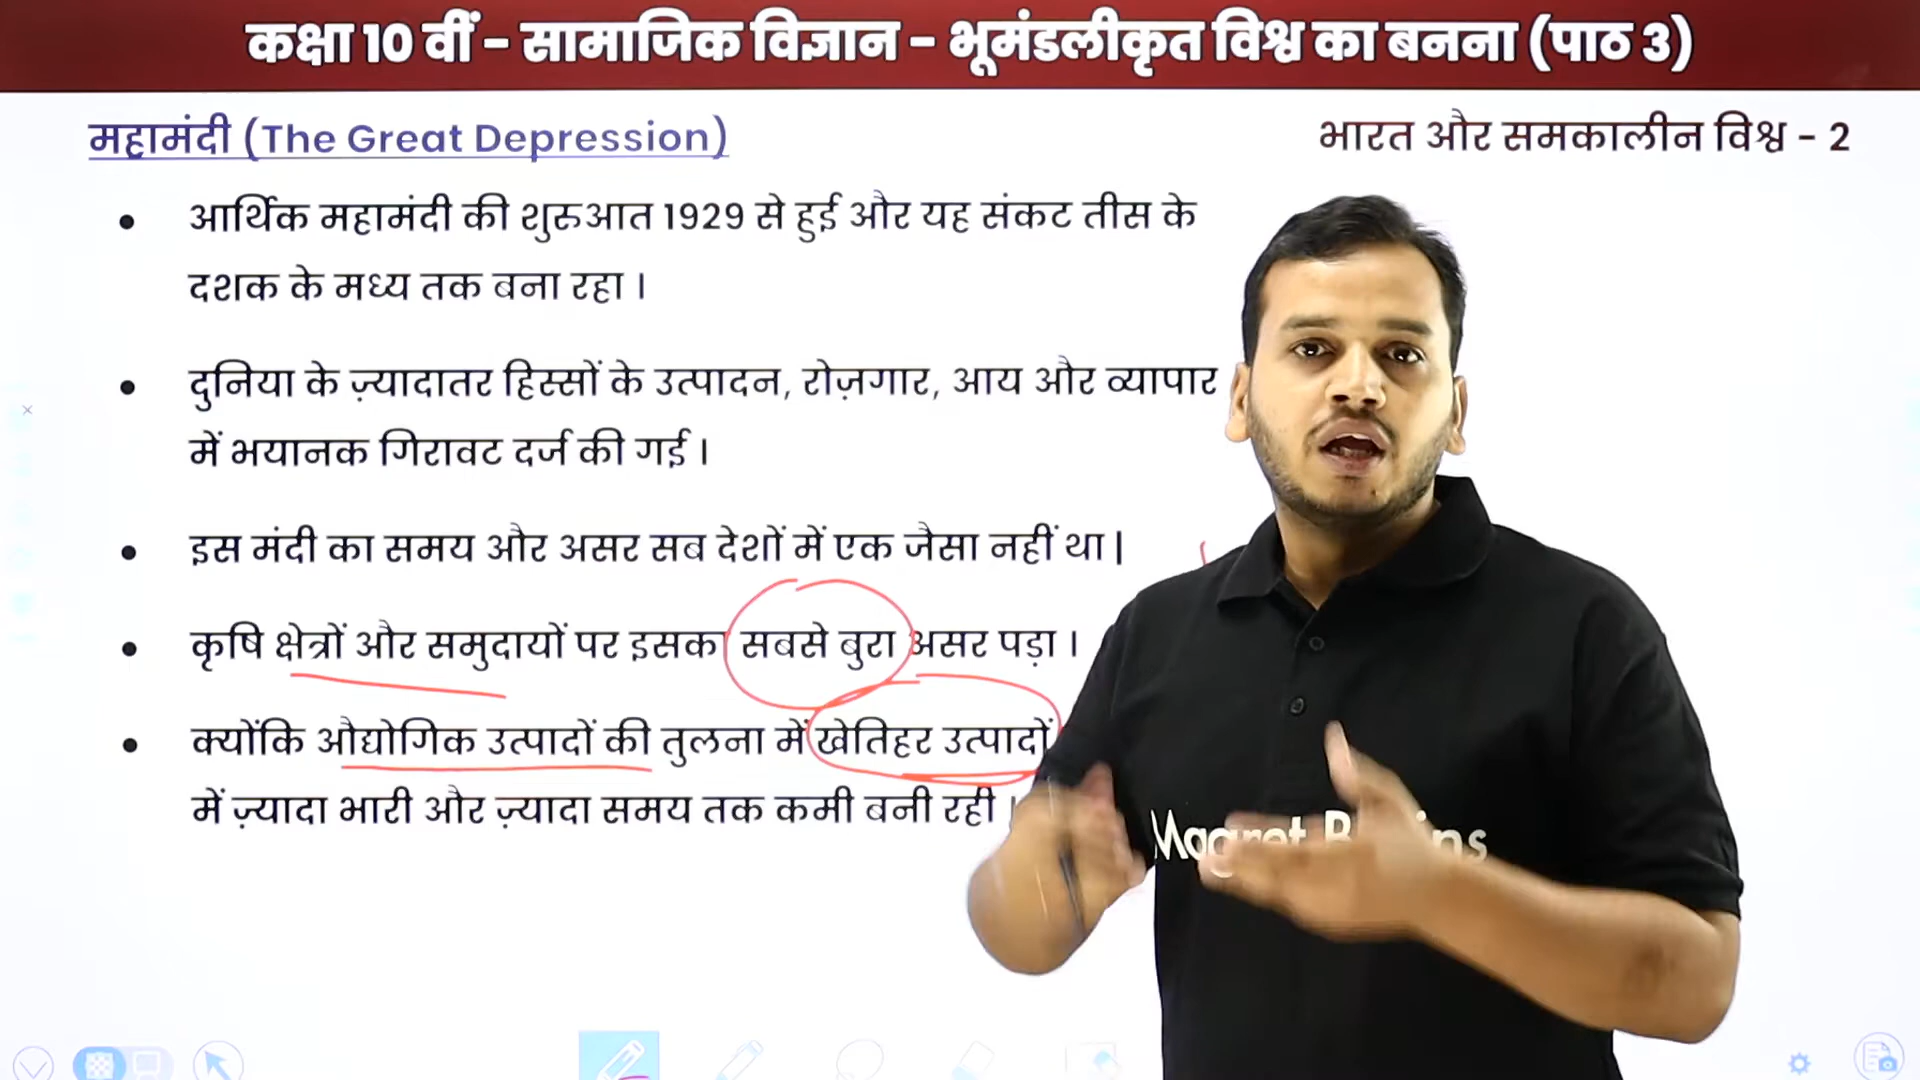 कक्षा 10 वीं - सामाजिक विज्ञान - भूमंडलीकृत विश्व का बनना (पाठ 3)
महामंदी (The Great Depression)
भारत और समकालीन विश्व - 2
• आर्थिक महामंदी की शुरुआत 1929 से हुई और यह संकट तीस के
दशक के मध्य तक बना रहा ।
• दुनिया के ज़्यादातर हिस्सों के उत्पादन, रोज़गार, आय और व्यापार
में भयानक गिरावट दर्ज की गई ।
• इस मंदी का समय और असर सब देशों में एक जैसा नहीं था |
• कृषि क्षेत्रों और समुदायों पर इसका सबसे बुरा असर पड़ा ।
• क्योंकि औद्योगिक उत्पादों की तुलना में खेतिहर उत्पादों
में ज़्यादा भारी और ज़्यादा समय तक कमी बनी रही ।